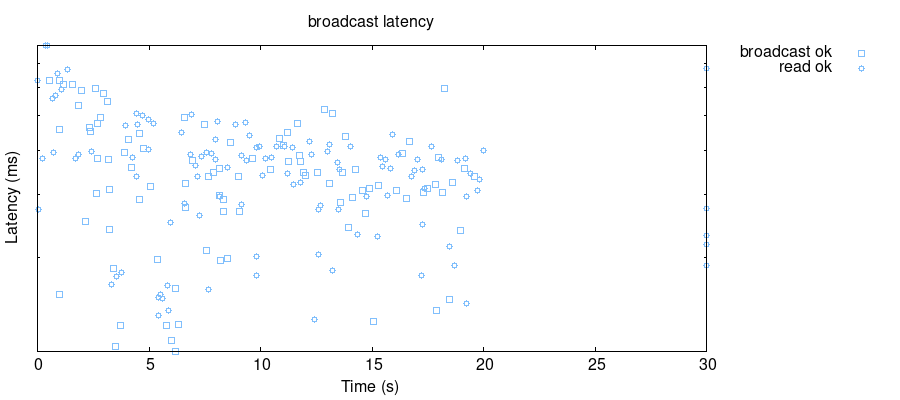 broadcast latency
broadcast ok
read ok
Latency (ms)
0 5 10 15 20 25 30
Time (s)